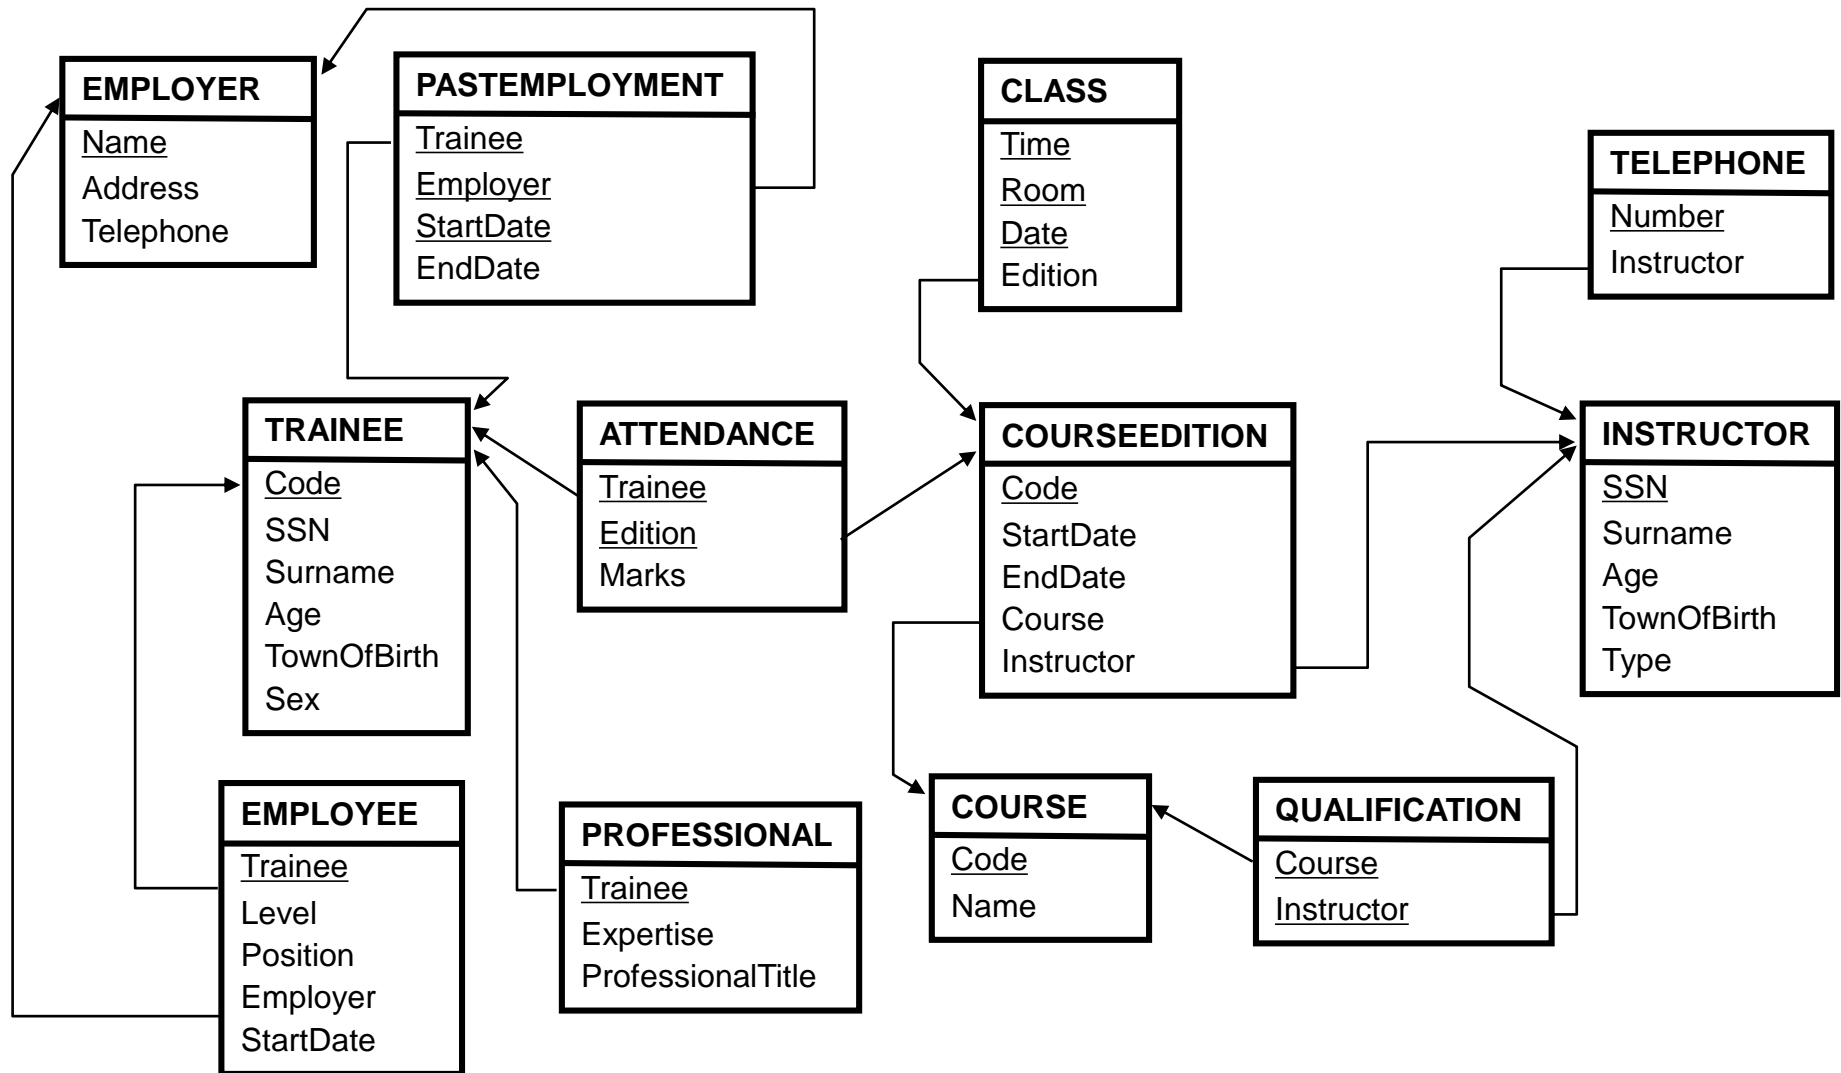 EMPLOYER
Name
Address
Telephone
PASTEMPLOYMENT
Trainee
Employer
StartDate
EndDate
CLASS
Time
Room
Date
Edition
TELEPHONE
Number
Instructor
TRAINEE
Code
SSN
Surname
Age
TownOfBirth
Sex
ATTENDANCE
Trainee
Edition
Marks
COURSEEDITION
Code
StartDate
EndDate
Course
Instructor
INSTRUCTOR
SSN
Surname
Age
TownOfBirth
Type
EMPLOYEE
Trainee
Level
Position
Employer
StartDate
PROFESSIONAL
Trainee
Expertise
ProfessionalTitle
COURSE
Code
Name
QUALIFICATION
Course
Instructor